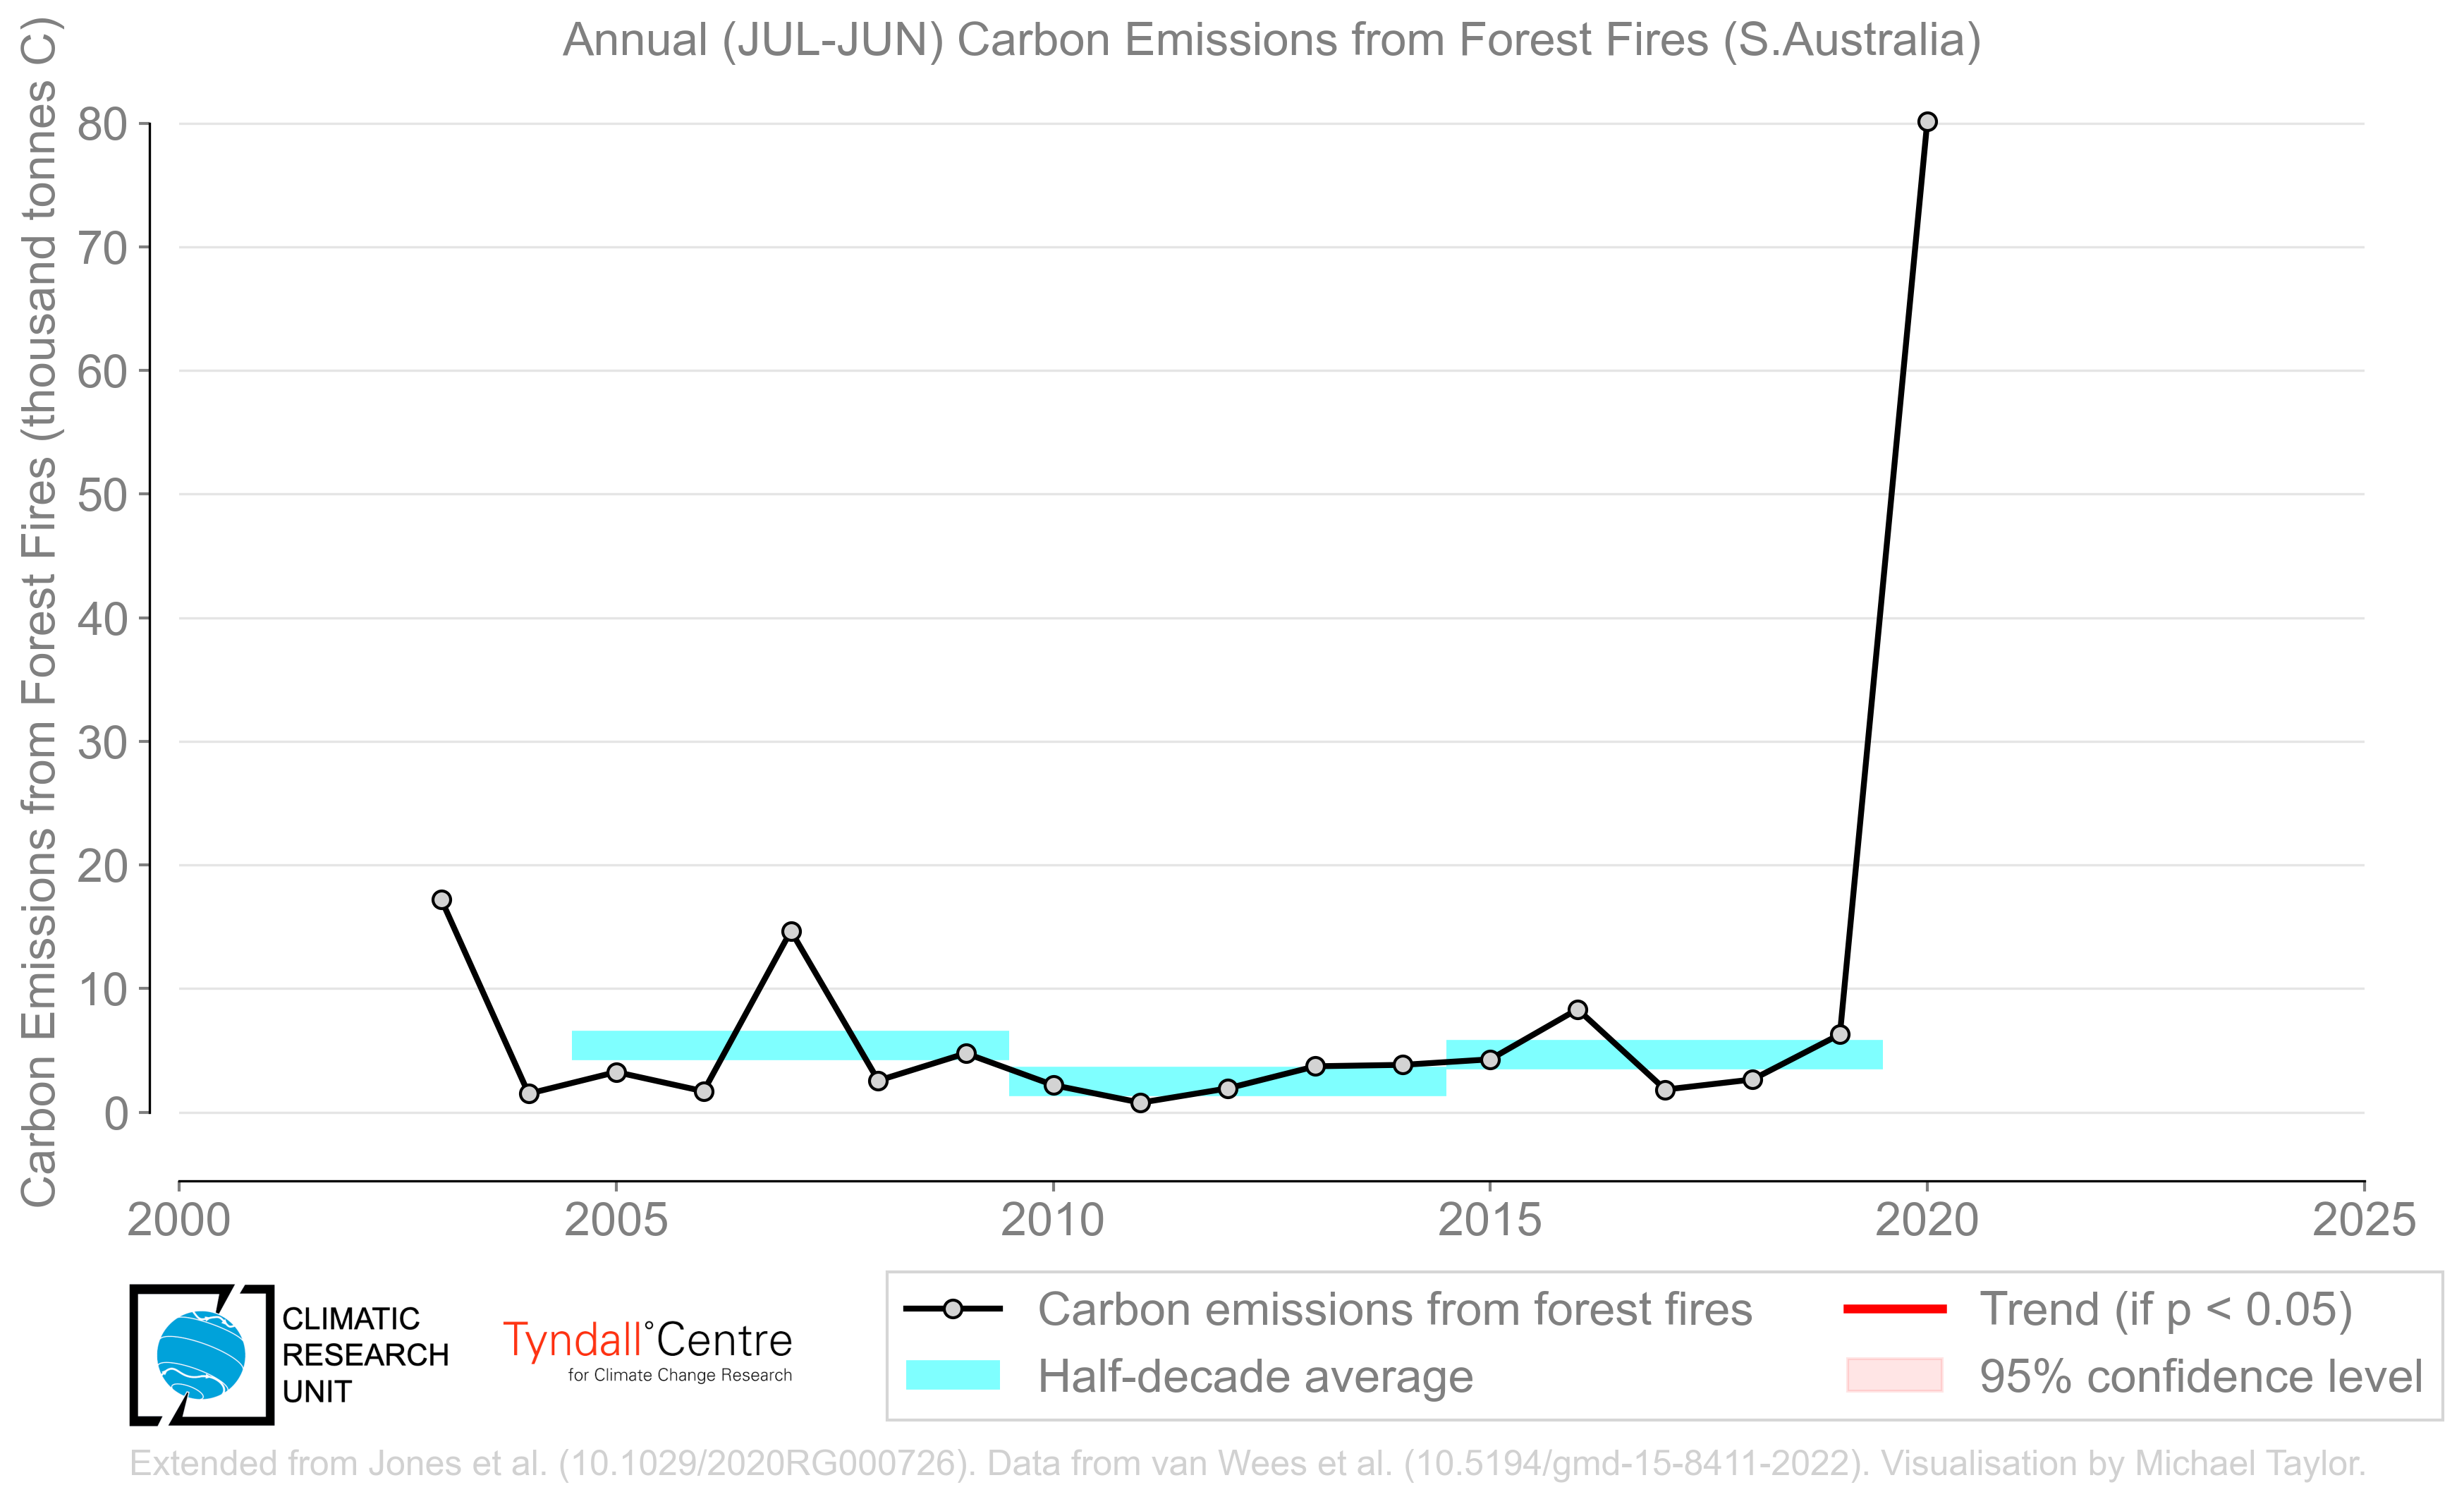 Annual (JUL-JUN) Carbon Emissions from Forest Fires (S.Australia)
Carbon Emissions from Forest Fires (thousand tonnes C)
80
70
60
50
40
30
20
10
0
2000 2005 2010 2015 2020 2025
CLIMATIC
RESEARCH
UNIT
Tyndall°Centre
for Climate Change Research
Carbon emissions from forest fires
Half-decade average
Trend (if p < 0.05)
95% confidence level
Extended from Jones et al. (10.1029/2020RG000726). Data from van Wees et al. (10.5194/gmd-15-8411-2022). Visualisation by Michael Taylor.